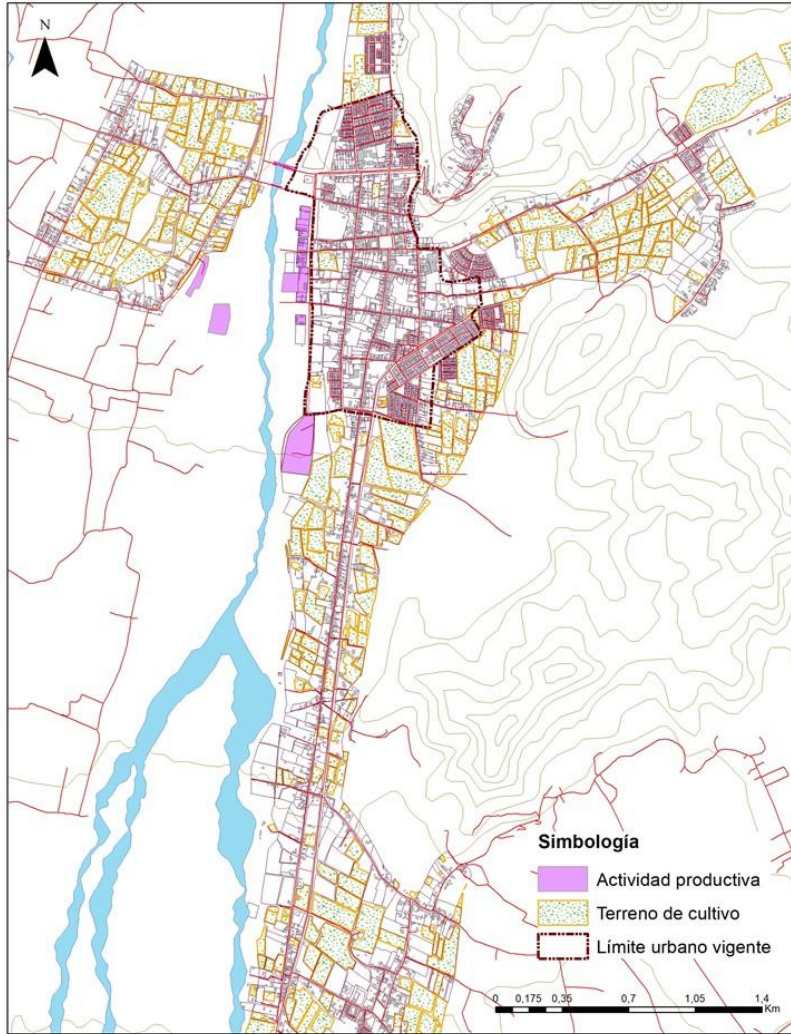 N
Simbología
Actividad productiva
Terreno de cultivo
Límite urbano vigente
0 0,175 0,35 0,7 1,05 1,4
Km